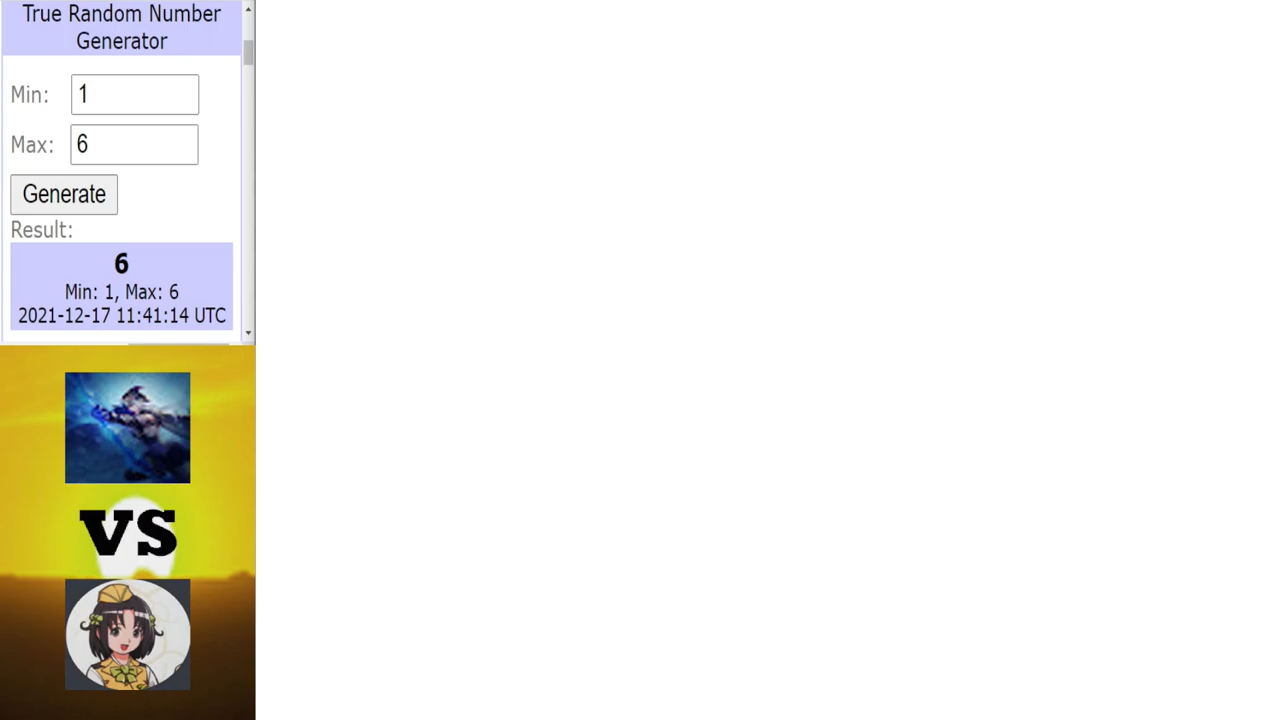 True Random Number
Generator
Min: 1
Max: 6
Generate
Result:
6
Min: 1, Max: 6
2021-12-17 11:41:14 UTC
VS